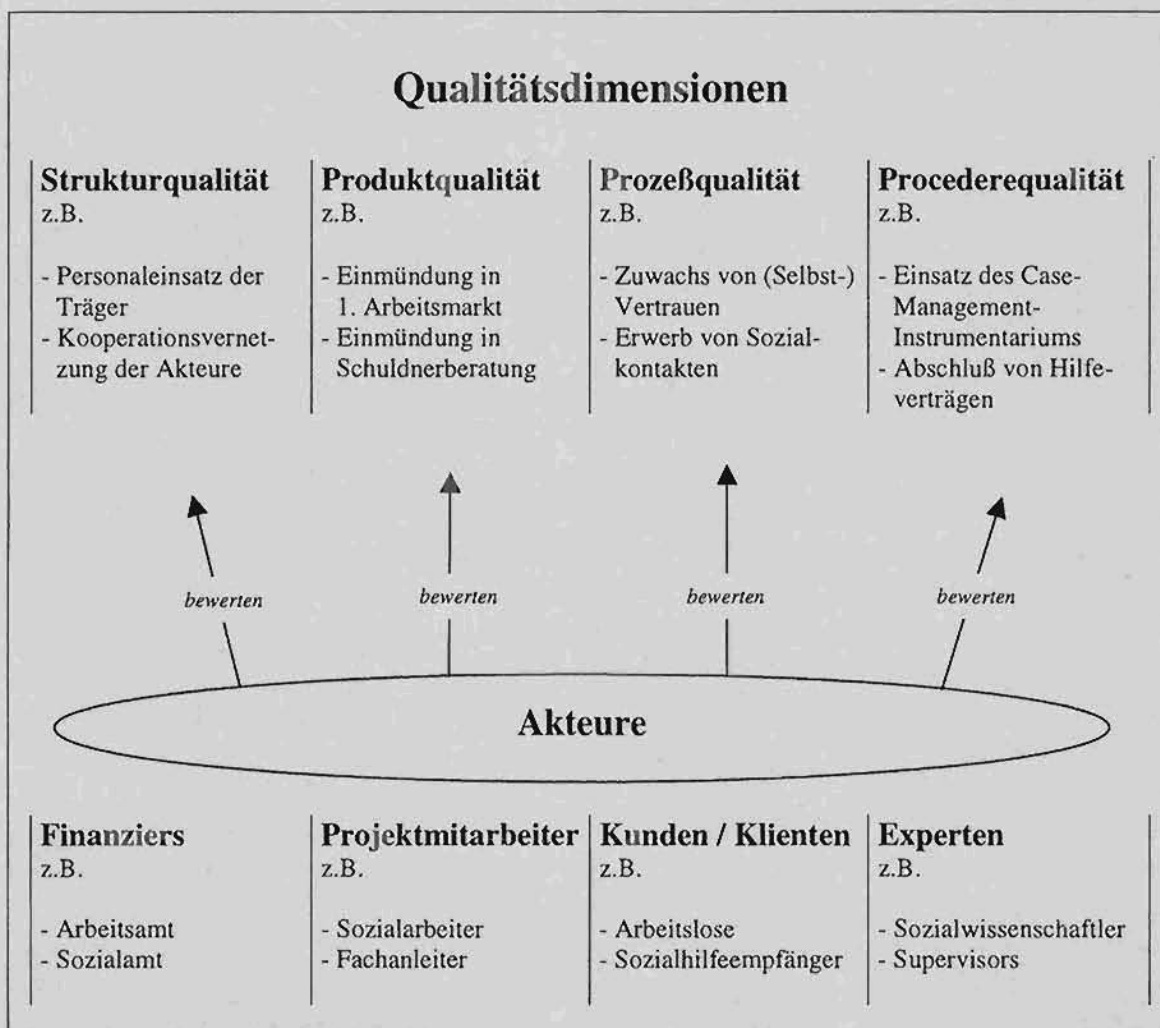 Qualitätsdimensionen
Strukturqualität
z.B.
- Personaleinsatz der
Träger
- Kooperationsvernet-
zung der Akteure
Produktqualität
z.B.
- Einmündung in
1. Arbeitsmarkt
- Einmündung in
Schuldnerberatung
Prozeßqualität
z.B.
- Zuwachs von (Selbst-)
Vertrauen
- Erwerb von Sozial-
kontakten
Procederequalität
z.B.
- Einsatz des Case-
Management-
Instrumentariums
- Abschluß von Hilfe-
verträgen
bewerten
bewerten
bewerten
bewerten
Akteure
Finanziers
z.B.
- Arbeitsamt
- Sozialamt
Projektmitarbeiter
z.B.
- Sozialarbeiter
- Fachanleiter
Kunden / Klienten
z.B.
- Arbeitslose
- Sozialhilfeempfänger
Experten
z.B.
- Sozialwissenschaftler
- Supervisors